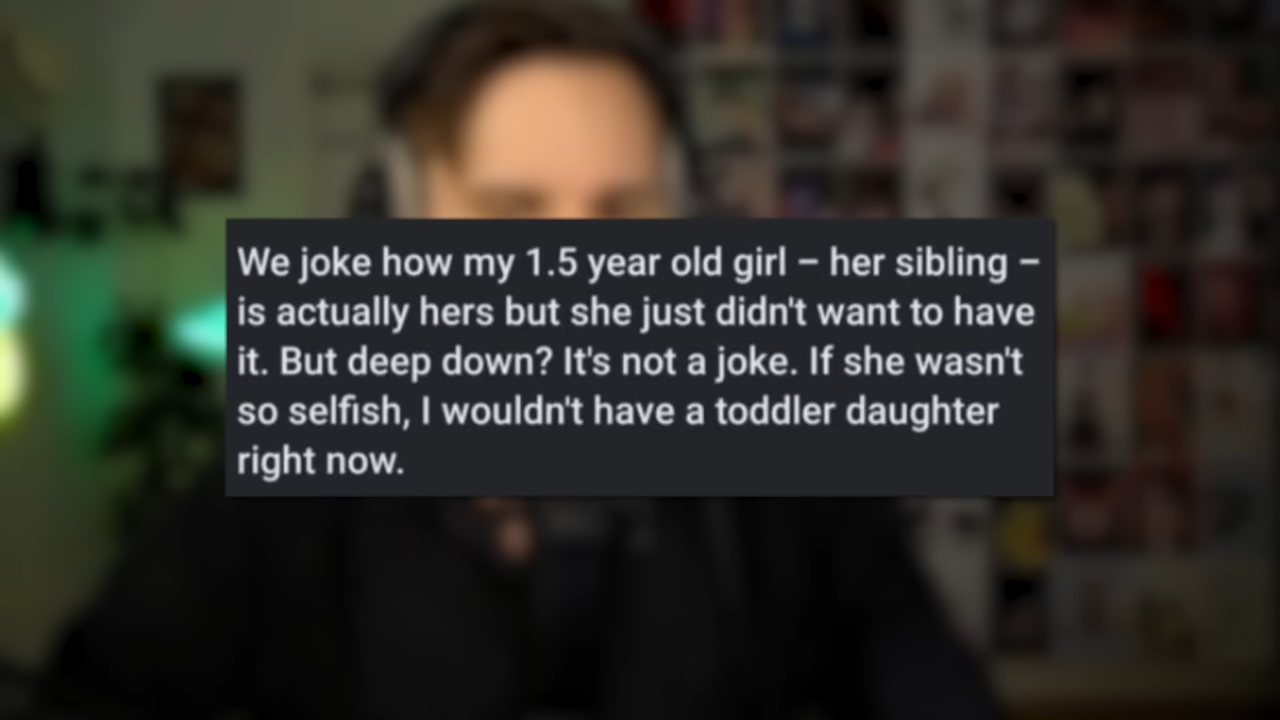 We joke how my 1.5 year old girl – her sibling –
is actually hers but she just didn't want to have
it. But deep down? It's not a joke. If she wasn't
so selfish, I wouldn't have a toddler daughter
right now.